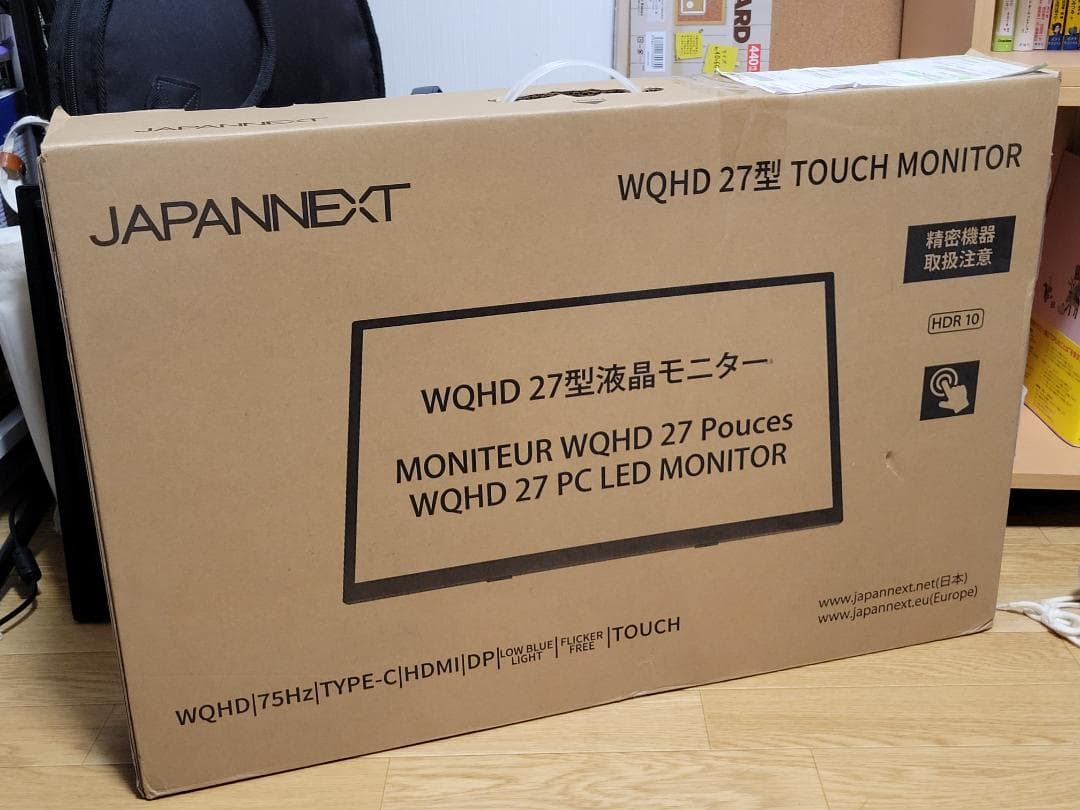 JAPANNEXT
ARD
440
JAPANNEXT
WQHD 27型 TOUCH MONITOR
精密機器
取扱注意
HDR 10
WQHD 27型液晶モニター
MONITEUR WQHD 27 Pouces
WQHD 27 PC LED MONITOR
www.japannext.net(日本)
www.japannext.eu(Europe)
WQHD|75Hz|TYPE-C|HDMI|DP|LOW BLUE LIGHT|FLICKER FREE|TOUCH